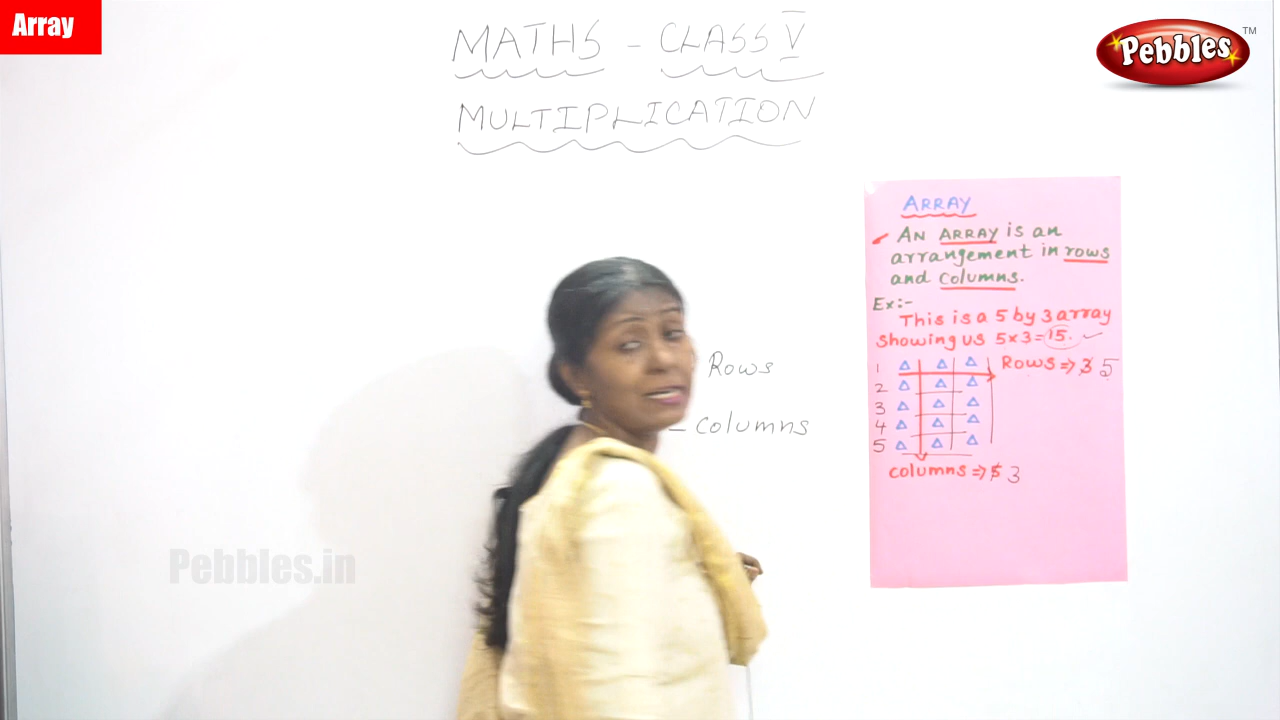 Array
MATHS - CLASS V
MULTIPLICATION
Pebbles TM
ARRAY
AN ARRAY is an
arrangement in rows
and columns.
Ex:-
This is a 5 by 3 array
showing us 5x3=15.
1
2
3
4
5
Rows => 3 5
columns => 5 3
Rows
- columns
Pebbles.in